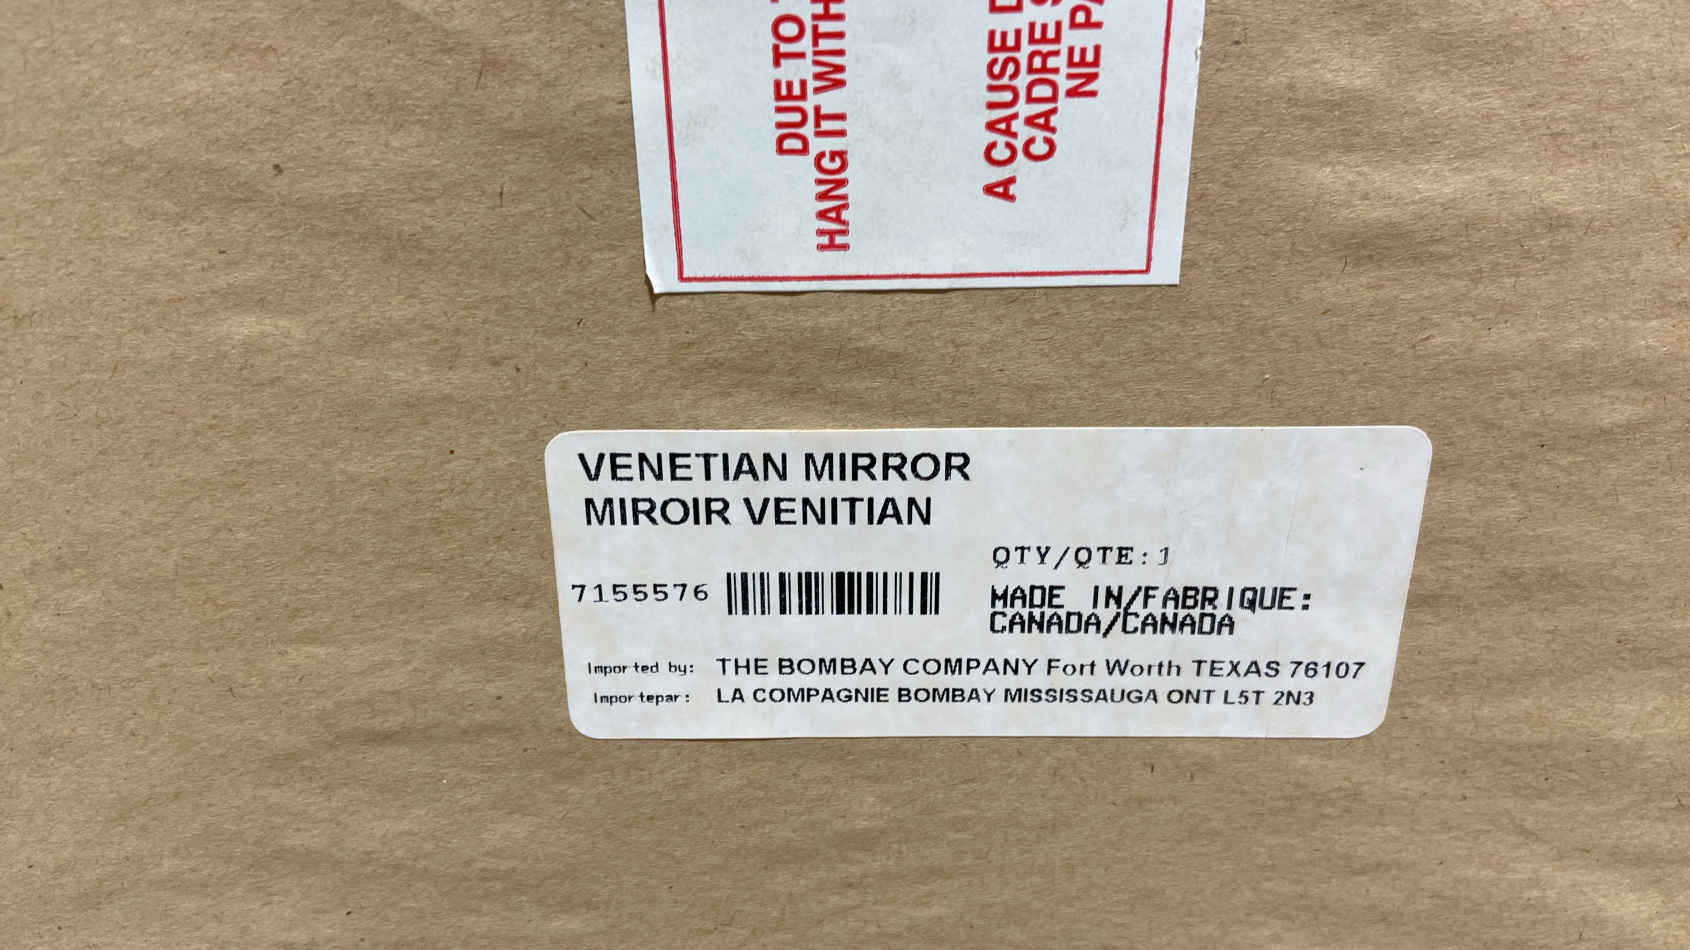 DUE TO
HANG IT WITH
A CAUSE
CADRE
NE
VENETIAN MIRROR
MIROIR VENITIAN
QTY/QTE:1
7155576
MADE IN/FABRIQUE:
CANADA/CANADA
Imported by: THE BOMBAY COMPANY Fort Worth TEXAS 76107
Importepar: LA COMPAGNIE BOMBAY MISSISSAUGA ONT L5T 2N3